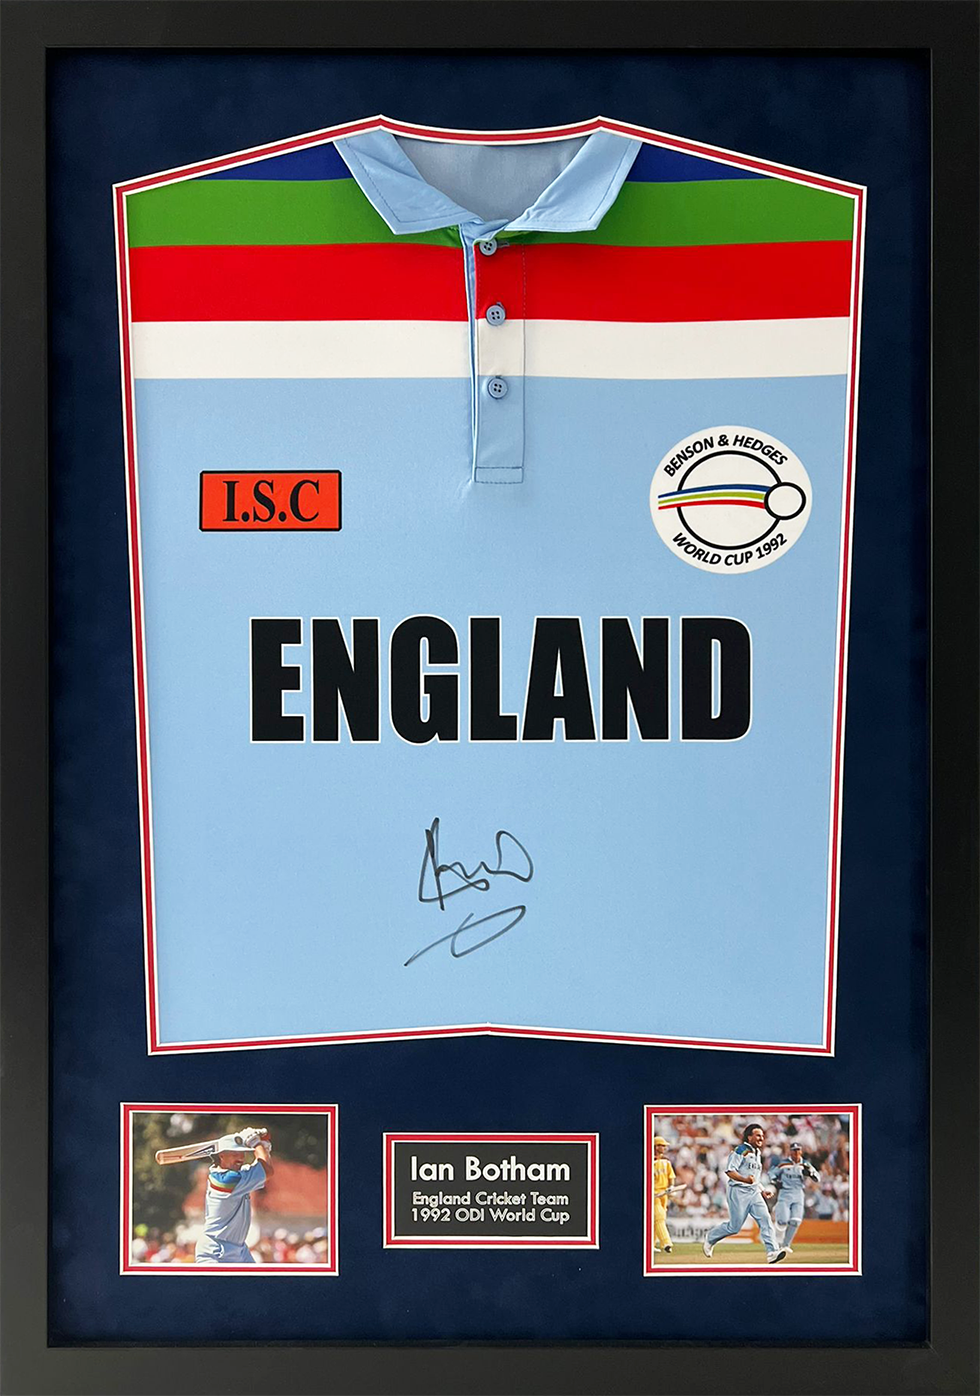 BENSON & HEDGES
I.S.C
WORLD CUP 1992
ENGLAND
Ian Botham
England Cricket Team
1992 ODI World Cup